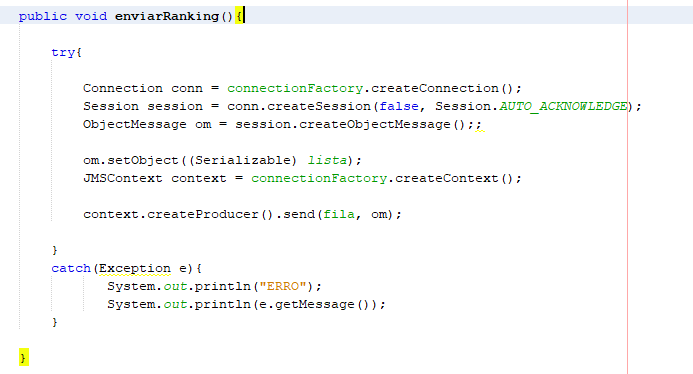 public void enviarRanking(){
try{
Connection conn = connectionFactory.createConnection();
Session session = conn.createSession(false, Session.AUTO_ACKNOWLEDGE);
ObjectMessage om = session.createObjectMessage();;
om.setObject((Serializable) lista);
JMSContext context = connectionFactory.createContext();
context.createProducer().send(fila, om);
}
catch(Exception e){
System.out.println("ERRO");
System.out.println(e.getMessage());
}
}